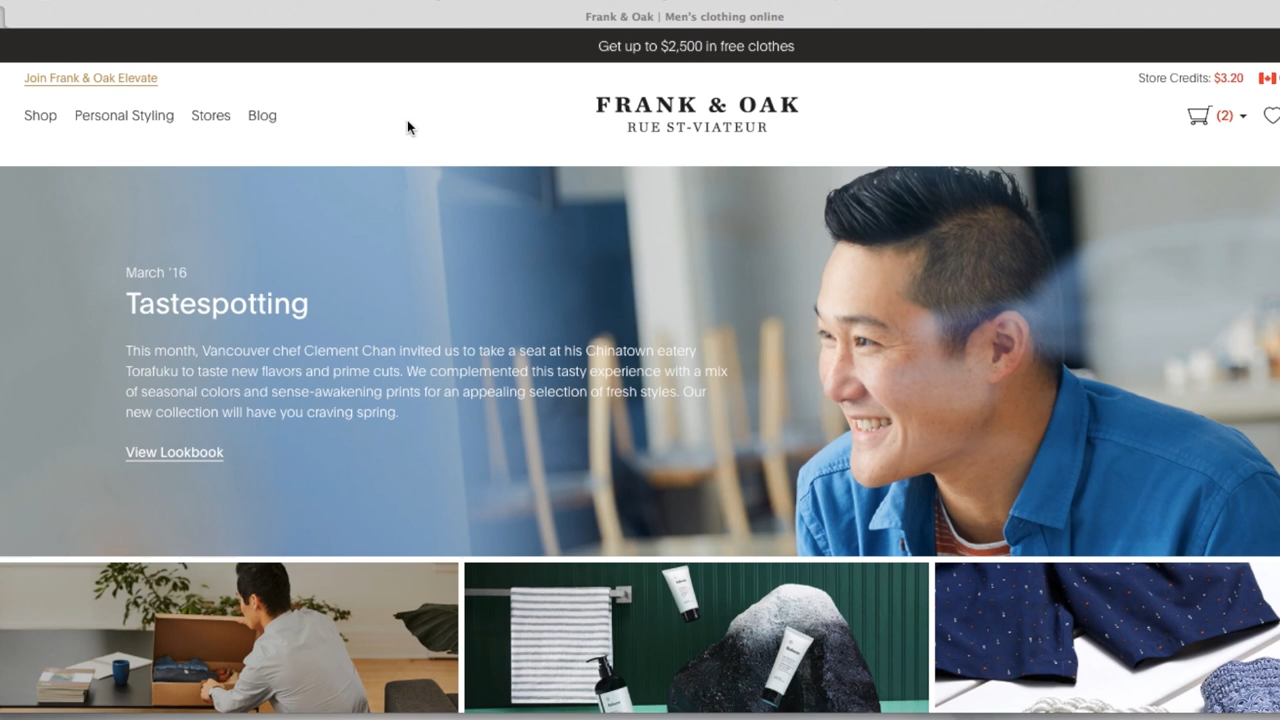 Frank & Oak | Men's clothing online
Get up to $2,500 in free clothes
Join Frank & Oak Elevate
Store Credits: $3.20
Shop Personal Styling Stores Blog
FRANK & OAK
RUE ST-VIATEUR
(2)
March '16
Tastespotting
This month, Vancouver chef Clement Chan invited us to take a seat at his Chinatown eatery
Torafuku to taste new flavors and prime cuts. We complemented this tasty experience with a mix
of seasonal colors and sense-awakening prints for an appealing selection of fresh styles. Our
new collection will have you craving spring.
View Lookbook